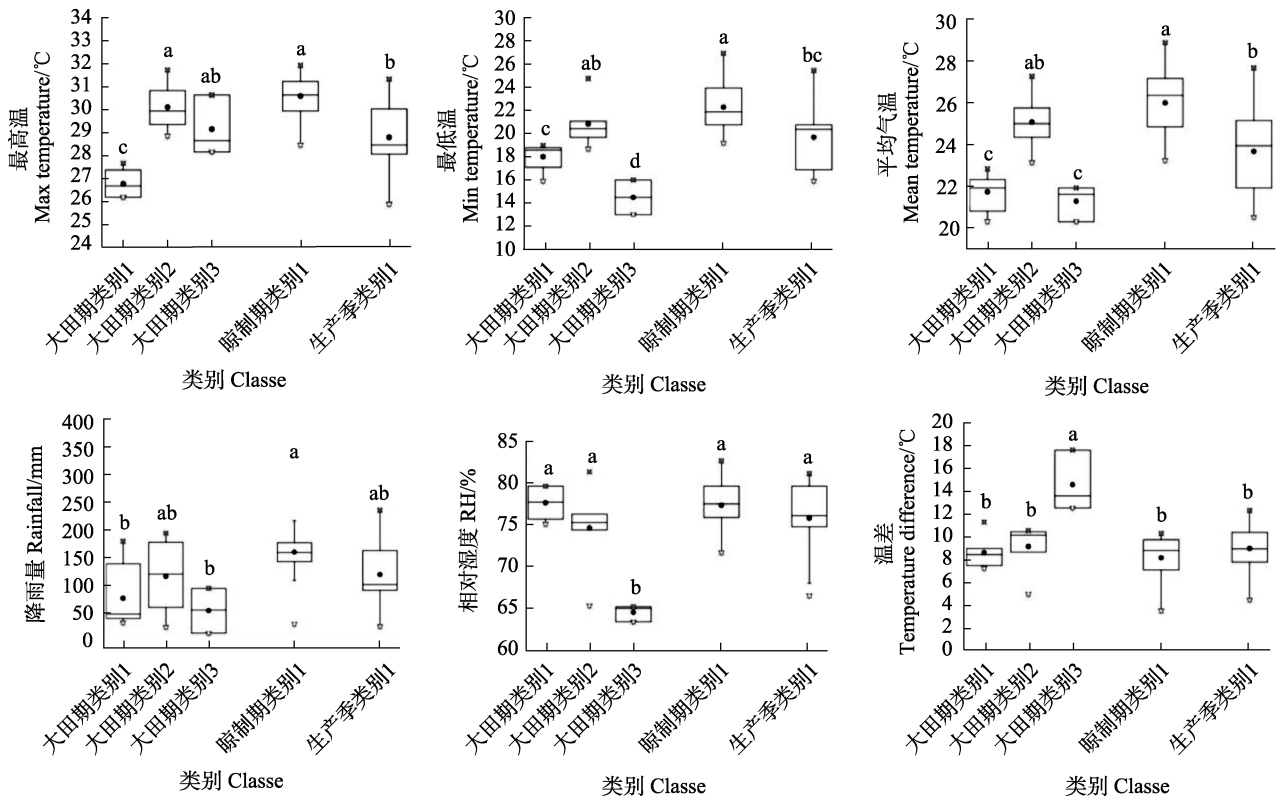 最高温
Max temperature/℃
34
33
32
31
30
29
28
27
26
25
24
c
a
ab
a
b
大田期类别1
大田期类别2
大田期类别3
晾制期类别1
生产季类别1
类别 Classe
最低温
Min temperature/℃
30
28
26
24
22
20
18
16
14
12
10
c
ab
d
a
bc
大田期类别1
大田期类别2
大田期类别3
晾制期类别1
生产季类别1
类别 Classe
平均气温
Mean temperature/℃
30
28
26
24
22
20
c
ab
c
a
b
大田期类别1
大田期类别2
大田期类别3
晾制期类别1
生产季类别1
类别 Classe
降雨量 Rainfall/mm
400
350
300
250
200
150
100
50
0
b
ab
b
a
ab
大田期类别1
大田期类别2
大田期类别3
晾制期类别1
生产季类别1
类别 Classe
相对湿度 RH/%
85
80
75
70
65
60
a
a
b
a
a
大田期类别1
大田期类别2
大田期类别3
晾制期类别1
生产季类别1
类别 Classe
温差
Temperature difference/℃
20
18
16
14
12
10
8
6
4
2
0
b
b
a
b
b
大田期类别1
大田期类别2
大田期类别3
晾制期类别1
生产季类别1
类别 Classe